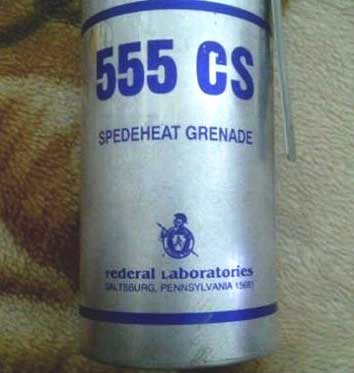 555 CS
SPEDEHEAT GRENADE
Federal Laboratories
SALTSBURG, PENNSYLVANIA 15681